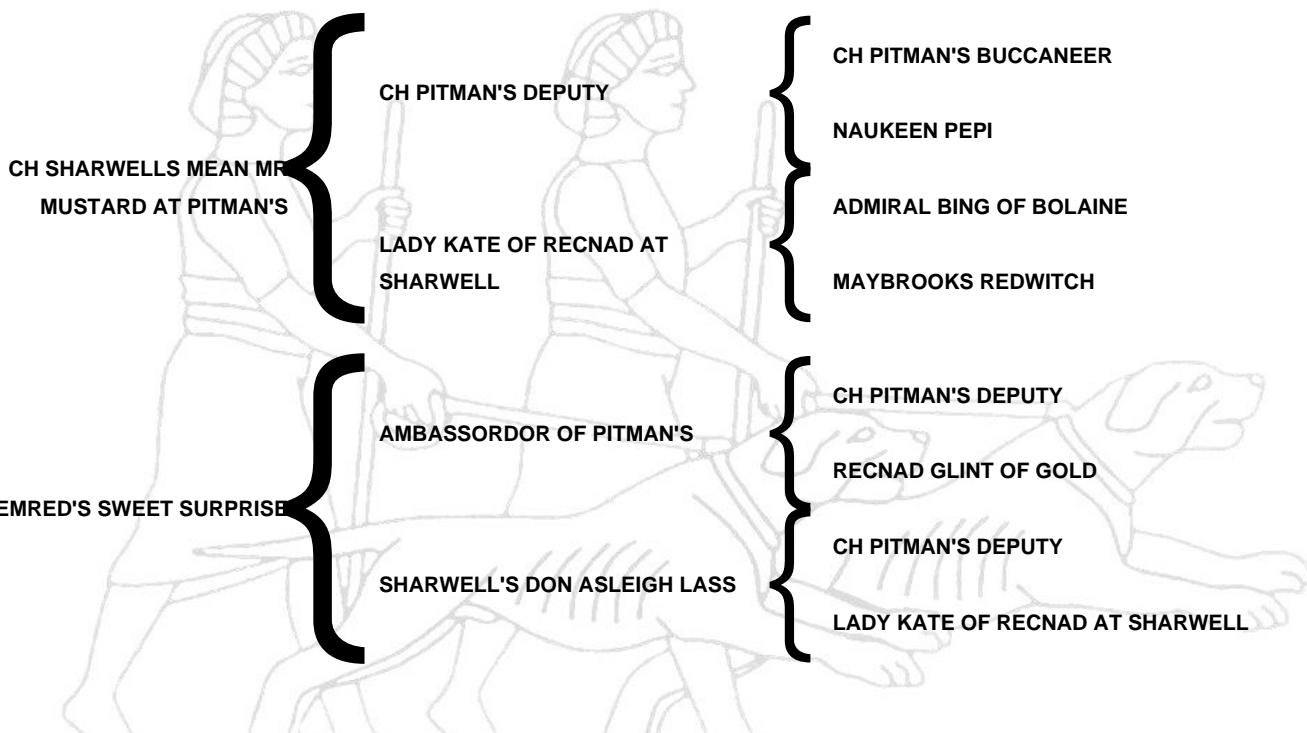 CH SHARWELLS MEAN MR
MUSTARD AT PITMAN'S
CH PITMAN'S DEPUTY
LADY KATE OF RECNAD AT
SHARWELL
CH PITMAN'S BUCCANEER
NAUKEEN PEPI
ADMIRAL BING OF BOLAINE
MAYBROOKS REDWITCH
EMRED'S SWEET SURPRISE
AMBASSORDOR OF PITMAN'S
SHARWELL'S DON ASLEIGH LASS
CH PITMAN'S DEPUTY
RECNAD GLINT OF GOLD
CH PITMAN'S DEPUTY
LADY KATE OF RECNAD AT SHARWELL